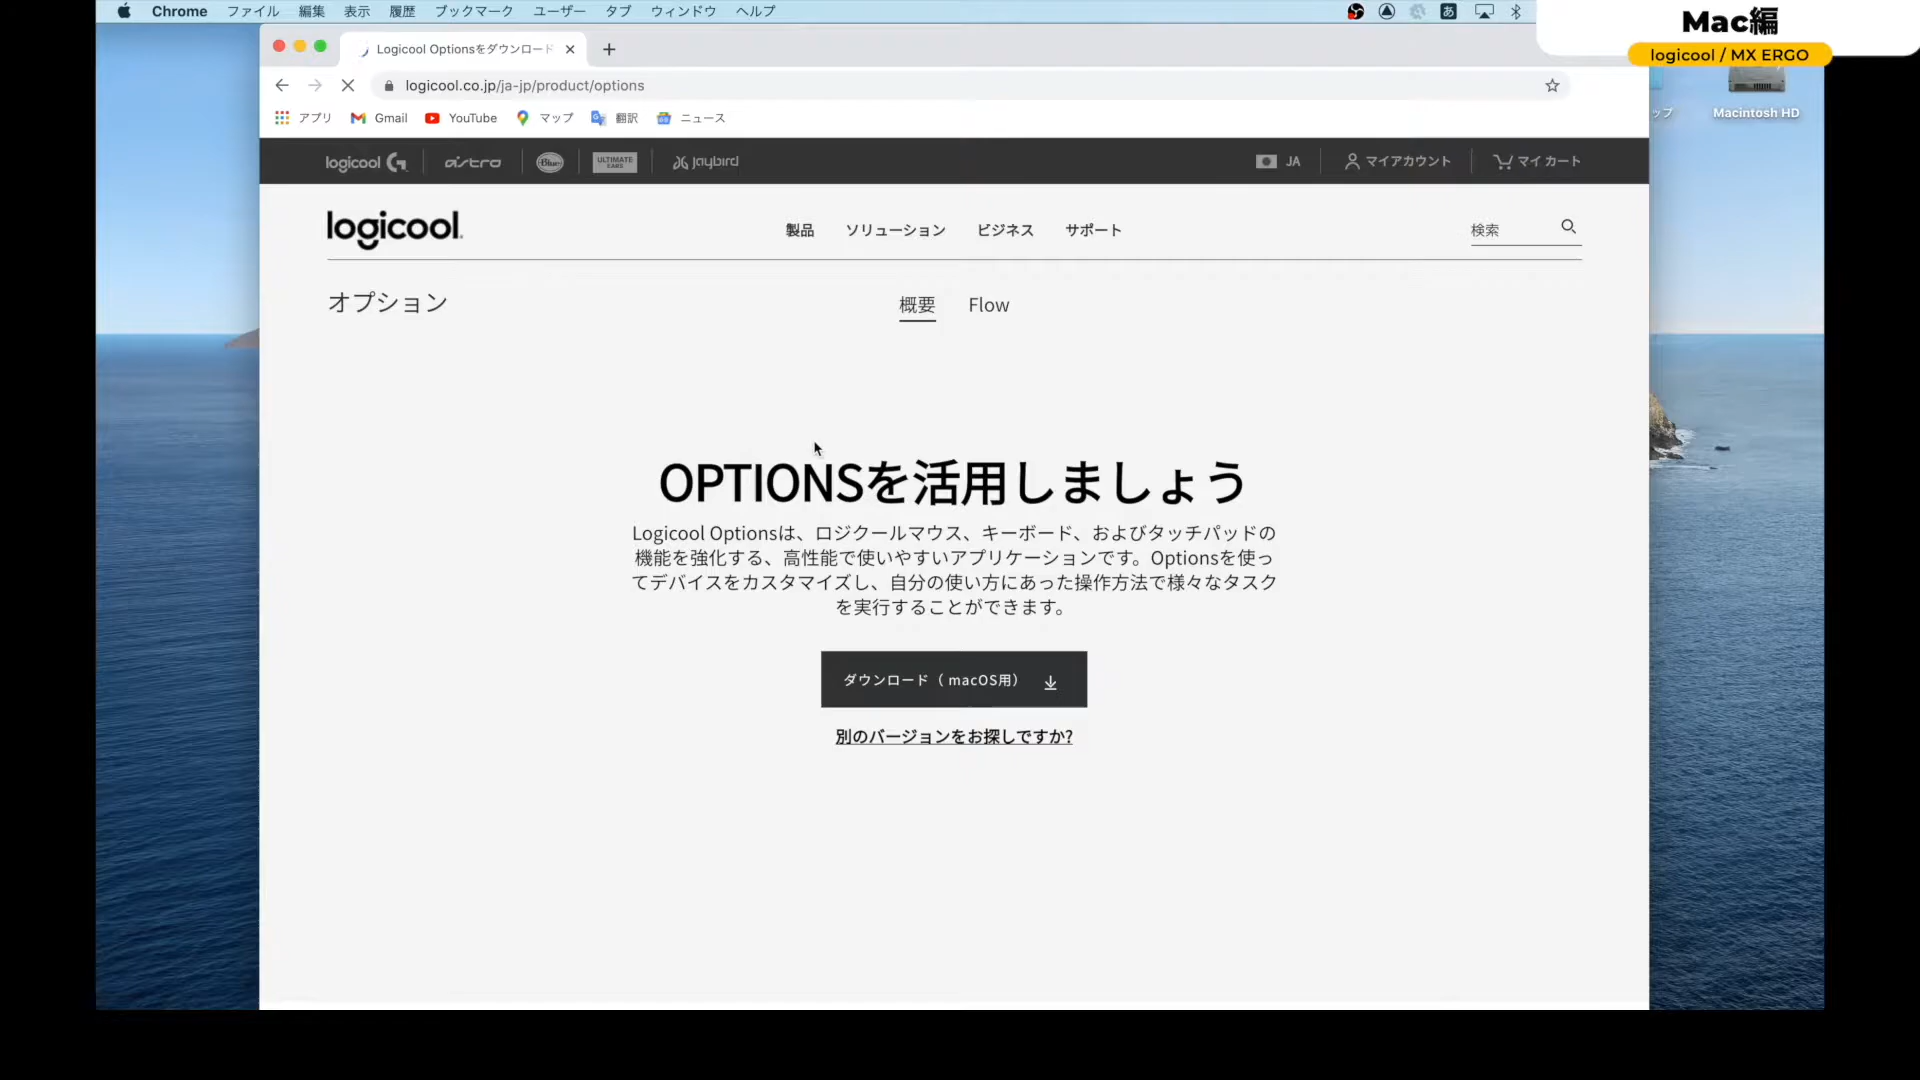 Chrome ファイル 編集 表示 履歴 ブックマーク ユーザー タブ ウィンドウ ヘルプ あ
Mac編
logicool / MX ERGO
Logicool Optionsをダウンロード
logicool.co.jp/ja-jp/product/options
アプリ Gmail YouTube マップ 翻訳 ニュース
ップ
Macintosh HD
logicool G astro Blue ULTIMATE EARS jaybird JA マイアカウント マイ カート
logicool 製品 ソリューション ビジネス サポート 検索
オプション 概要 Flow
OPTIONSを活用しましょう
Logicool Optionsは、ロジクールマウス、キーボード、およびタッチパッドの
機能を強化する、高性能で使いやすいアプリケーションです。Optionsを使っ
てデバイスをカスタマイズし、自分の使い方にあった操作方法で様々なタスク
を実行することができます。
ダウンロード（ macOS用）
別のバージョンをお探しですか?